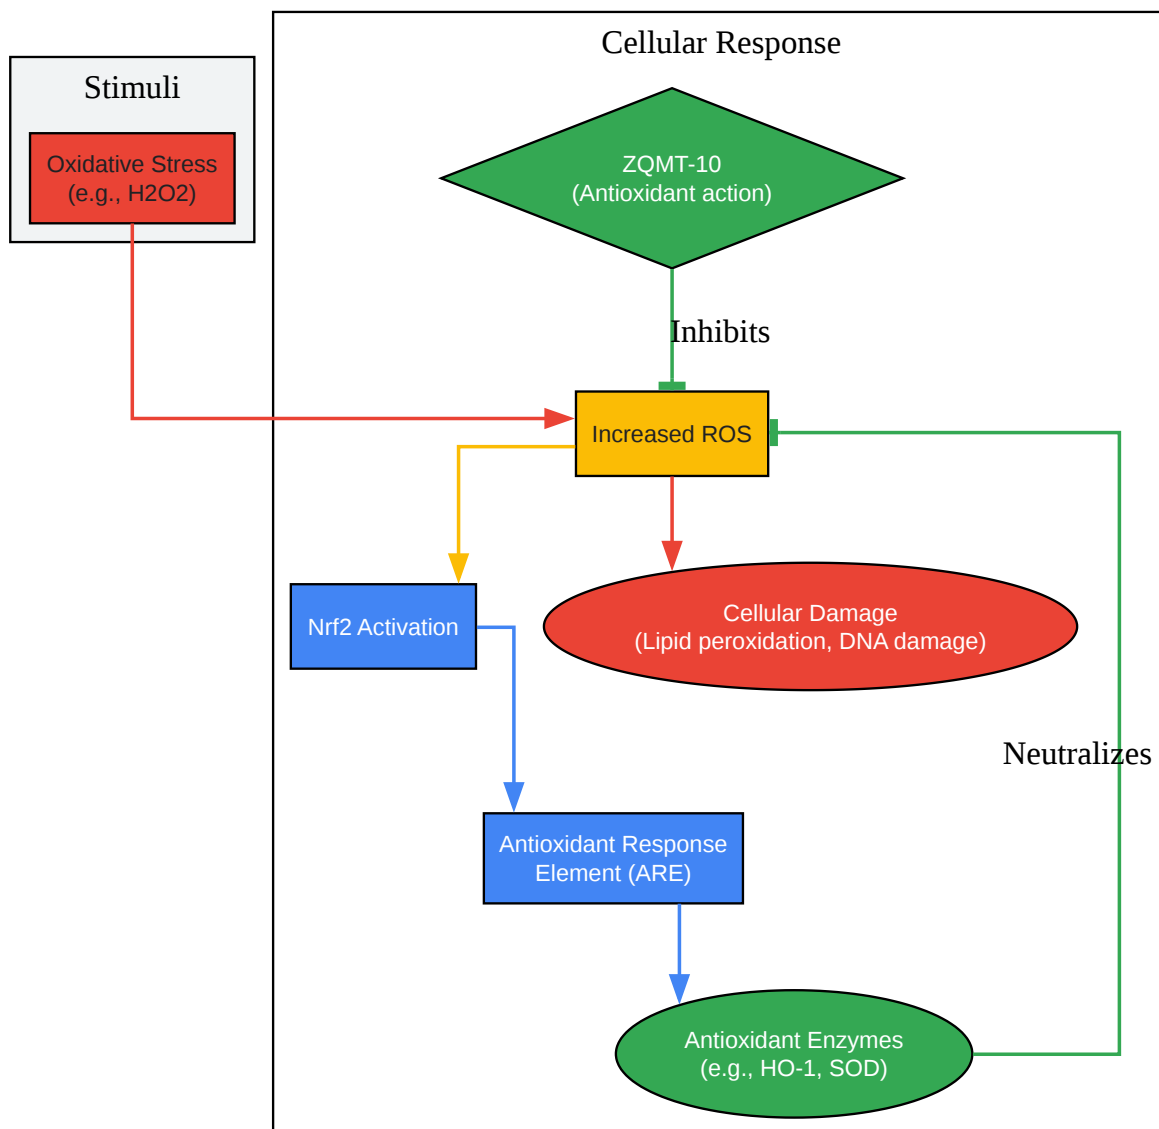 Cellular Response
Stimuli
Oxidative Stress
(e.g., H2O2)
ZQMT-10
(Antioxidant action)
Inhibits
Increased ROS
Nrf2 Activation
Cellular Damage
(Lipid peroxidation, DNA damage)
Neutralizes
Antioxidant Response
Element (ARE)
Antioxidant Enzymes
(e.g., HO-1, SOD)